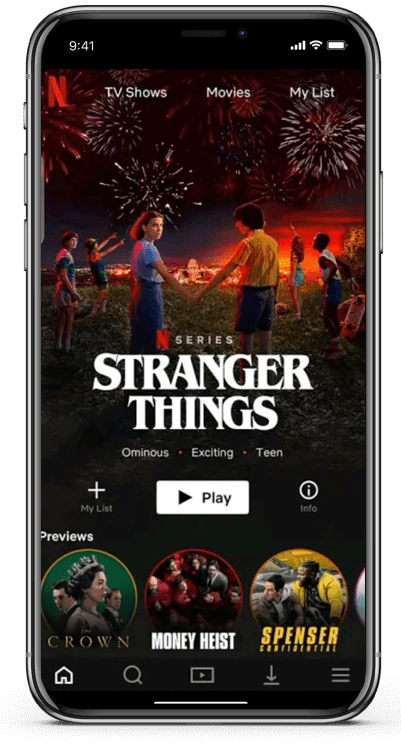 9:41
N
TV Shows Movies My List
N SERIES
STRANGER
THINGS
Ominous • Exciting • Teen
My List
Play
Info
Previews
THE
CROWN
MONEY HEIST
SPENSER
CONFIDENTIAL